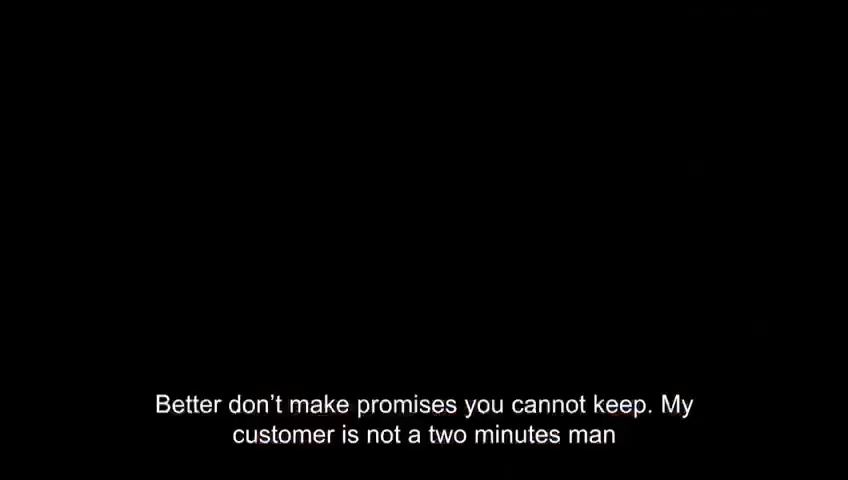 Better don’t make promises you cannot keep. My
customer is not a two minutes man